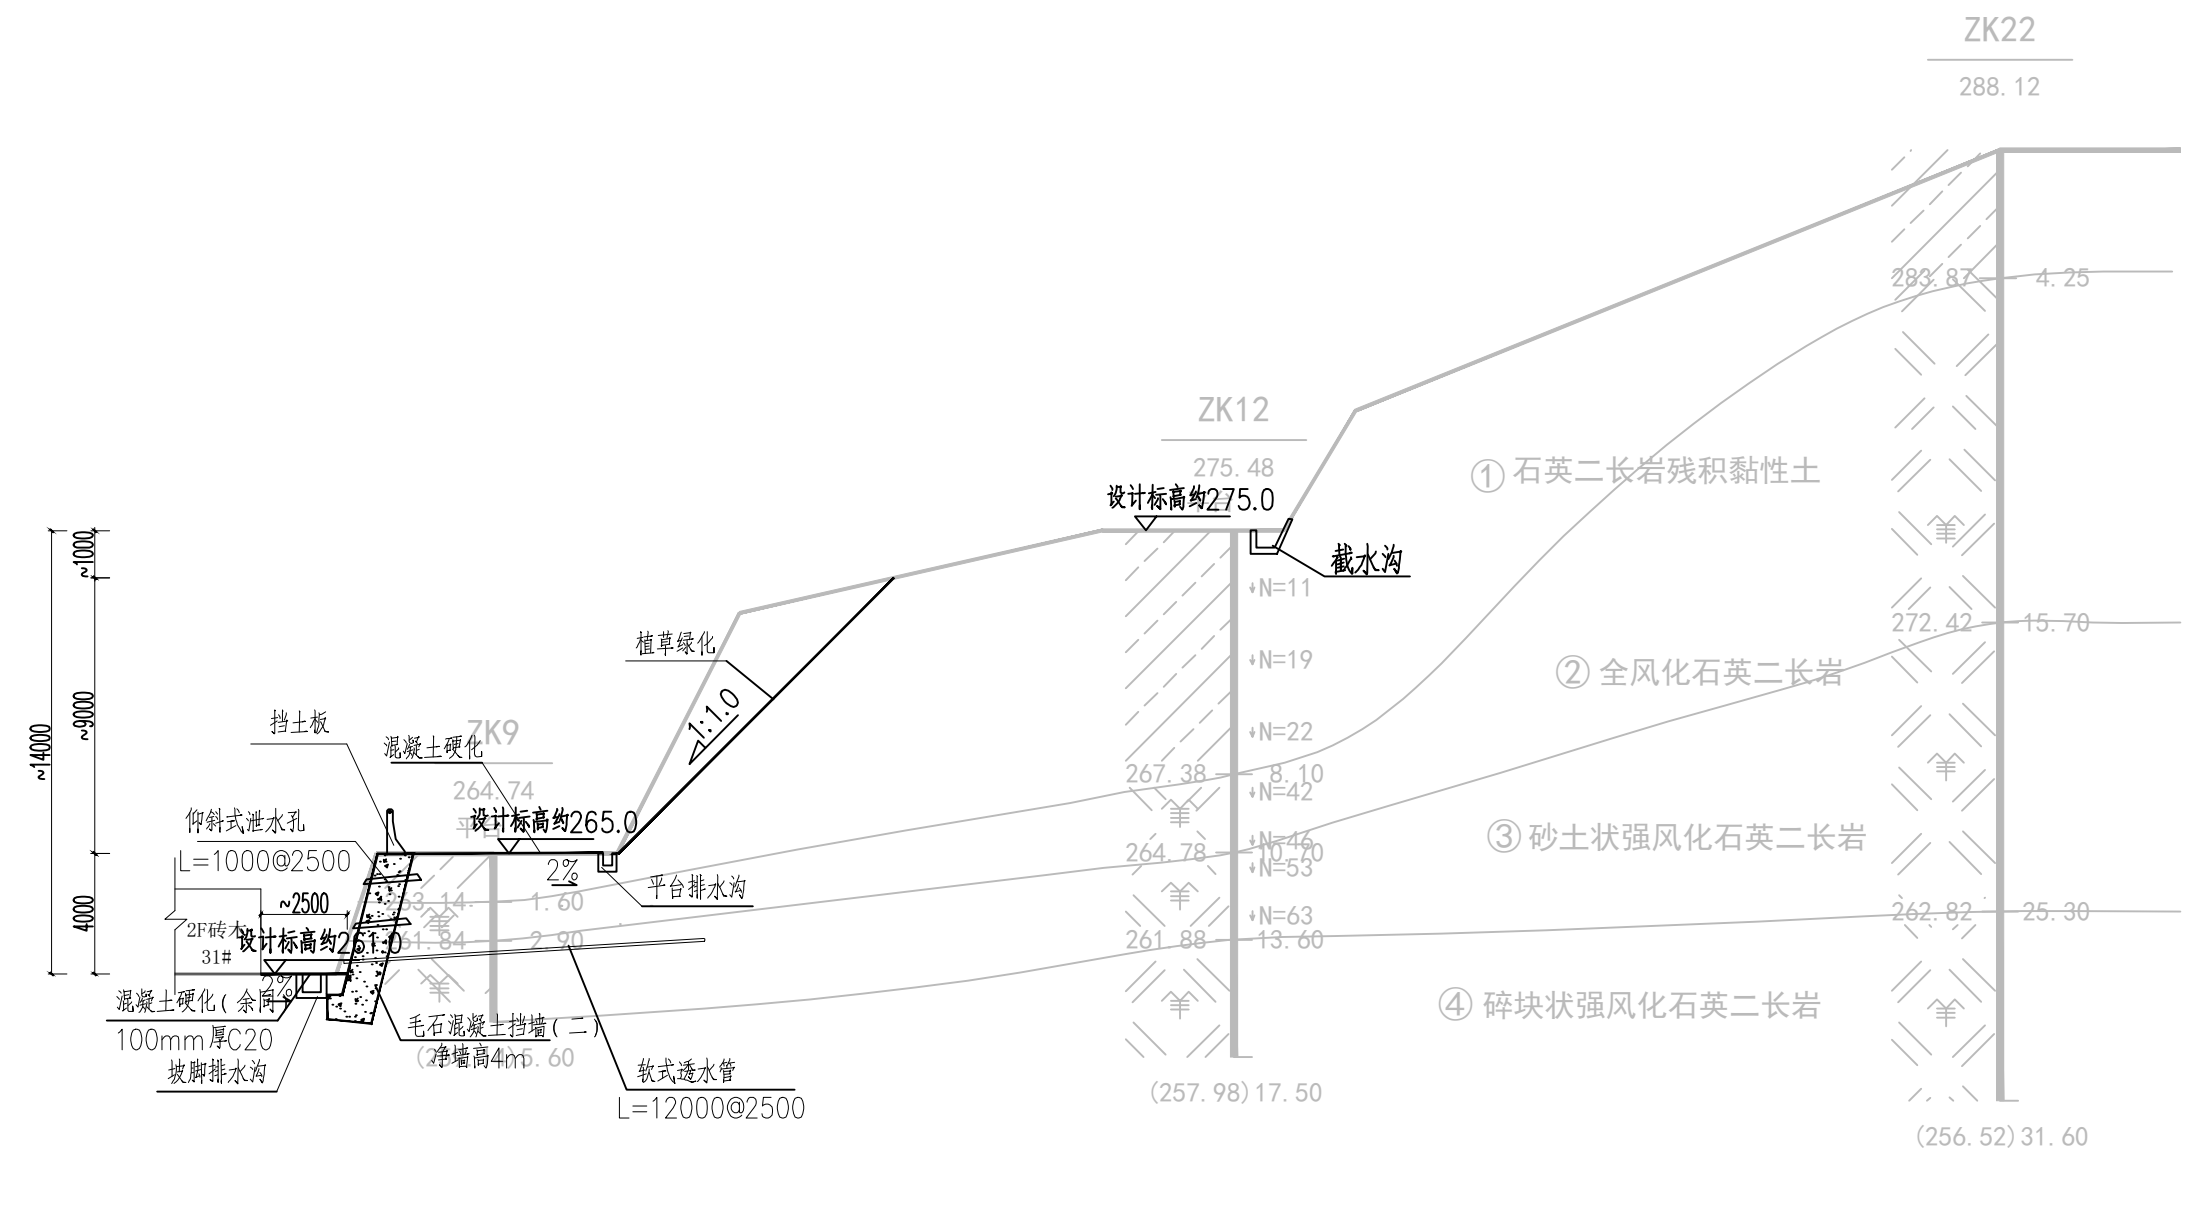 ZK22
288.12
283.87 4.25
① 石英二长岩残积黏性土
272.42 15.70
② 全风化石英二长岩
③ 砂土状强风化石英二长岩
262.82 25.30
④ 碎块状强风化石英二长岩
(256.52)31.60
ZK12
275.48
平台
设计标高约275.0
截水沟
N=11
N=19
N=22
267.38 8.10
N=42
N=46
264.78 10.70
N=53
N=63
261.88 13.60
(257.98)17.50
~1000
~9000
~14000
4000
植草绿化
1:1.0
挡土板
ZK9
混凝土硬化
264.74
平台
设计标高约265.0
仰斜式泄水孔
L=1000@2500
2%
平台排水沟
263.14 1.60
~2500
2F砖木
31#
设计标高约261.0
261.84 2.90
2%
混凝土硬化(余同)
100mm厚C20
坡脚排水沟
毛石混凝土挡墙(二)
净墙高4m
5.60
软式透水管
L=12000@2500